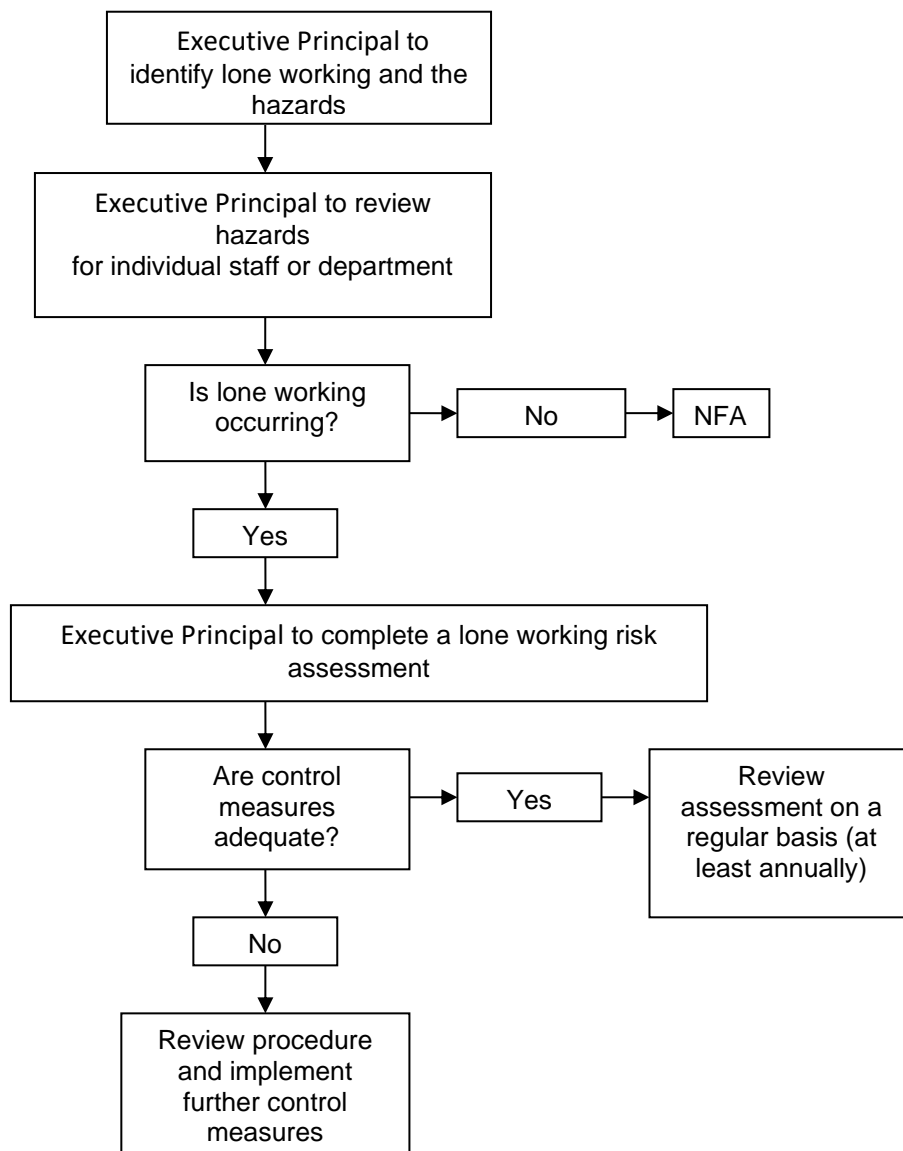 Executive Principal to
identify lone working and the
hazards
Executive Principal to review
hazards
for individual staff or department
Is lone working
occurring?
No
NFA
Yes
Executive Principal to complete a lone working risk
assessment
Are control
measures
adequate?
Yes
Review
assessment on a
regular basis (at
least annually)
No
Review procedure
and implement
further control
measures